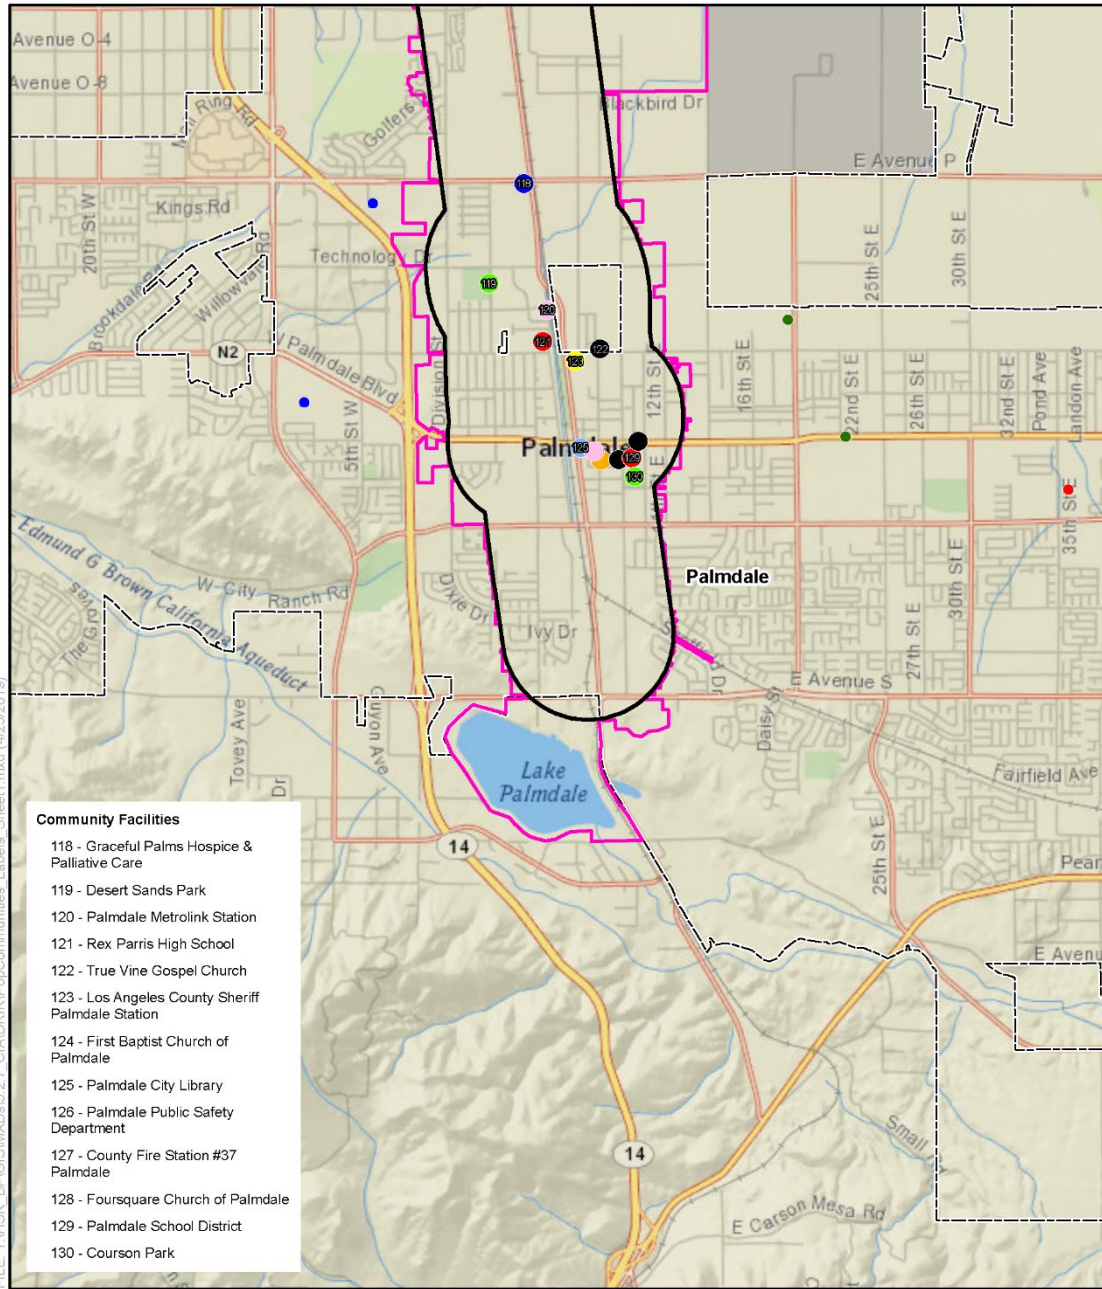 Avenue O-4
Avenue O-8
Mall Ring Rd
Golfers
Blackbird Dr
E Avenue P
118
Kings Rd
20th St W
Technology Dr
25th St E
30th St E
119
Willowvale Rd
Brookdale
120
N2
121
122
123
W Palmdale Blvd
Division St
12th St
16th St E
22nd St E
26th St E
32nd St E
Pond Ave
Landon Ave
5th St W
Palmdale
125
129
130
35th St E
Edmund G Brown California Aqueduct
W City Ranch Rd
The Groves
Dixie Dr
Palmdale
30th St E
27th St E
Ivy Dr
E Avenue S
Guyon Ave
Tovey Ave
Daisy St
Lake
Palmdale
Fairfield Ave
Dr
14
25th St E
Pear
E Avenu
Community Facilities
118 - Graceful Palms Hospice &
Palliative Care
119 - Desert Sands Park
120 - Palmdale Metrolink Station
121 - Rex Parris High School
122 - True Vine Gospel Church
123 - Los Angeles County Sheriff
Palmdale Station
124 - First Baptist Church of
Palmdale
125 - Palmdale City Library
126 - Palmdale Public Safety
Department
127 - County Fire Station #37
Palmdale
128 - Foursquare Church of Palmdale
129 - Palmdale School District
130 - Courson Park
14
Small Rd
E Carson Mesa Rd